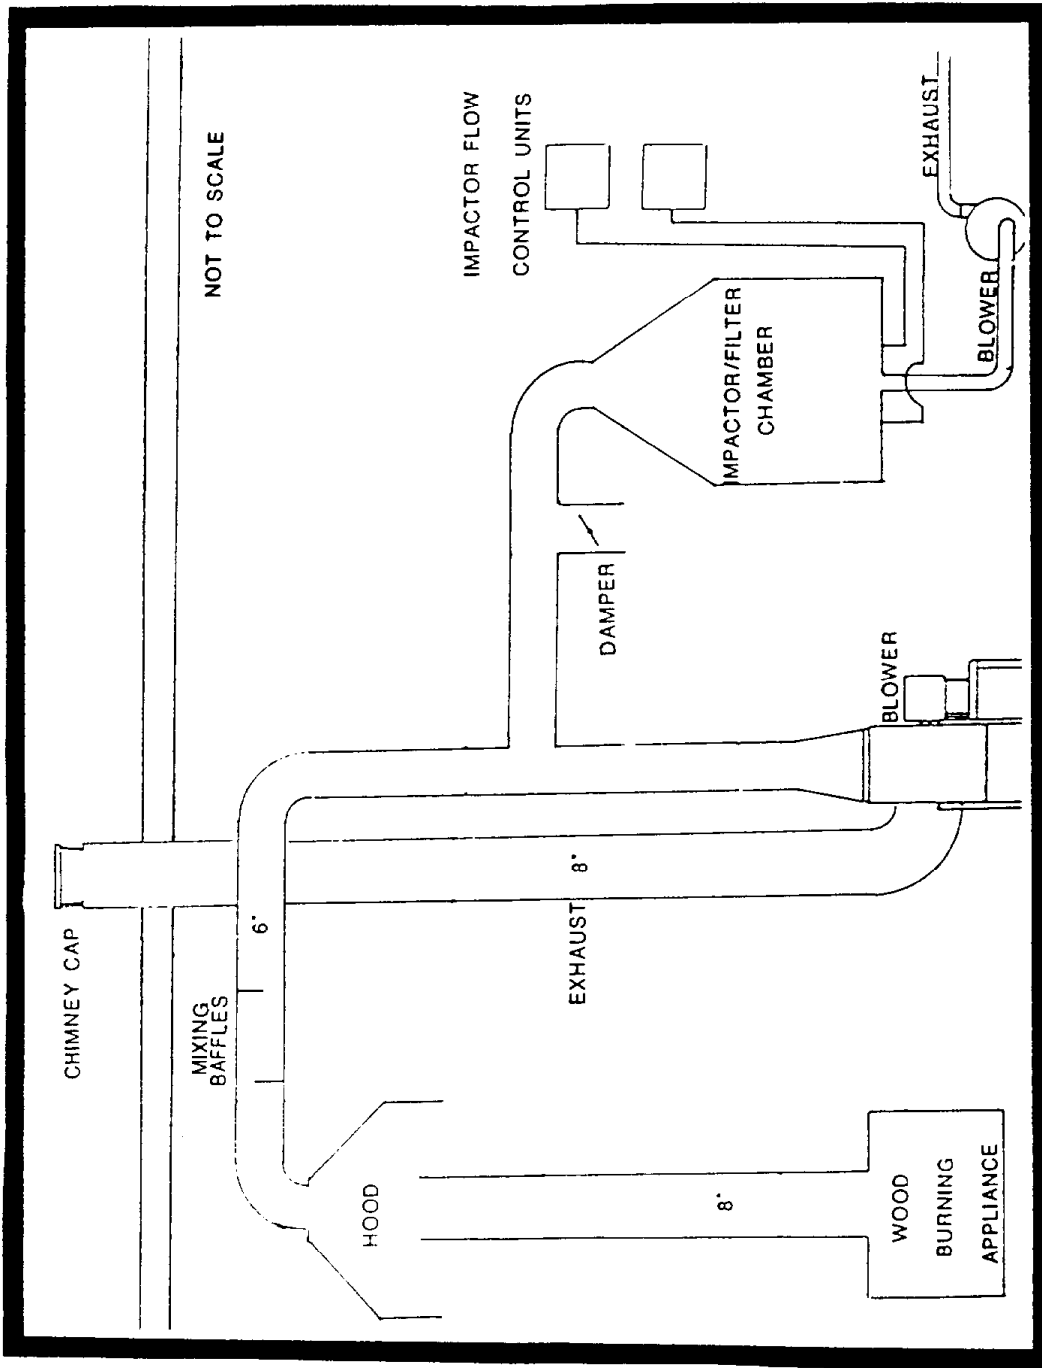 CHIMNEY CAP
NOT TO SCALE
MIXING
BAFFLES
6"
HOOD
8"
WOOD
BURNING
APPLIANCE
EXHAUST 8"
BLOWER
DAMPER
IMPACTOR FLOW
CONTROL UNITS
IMPACTOR/FILTER
CHAMBER
BLOWER
EXHAUST